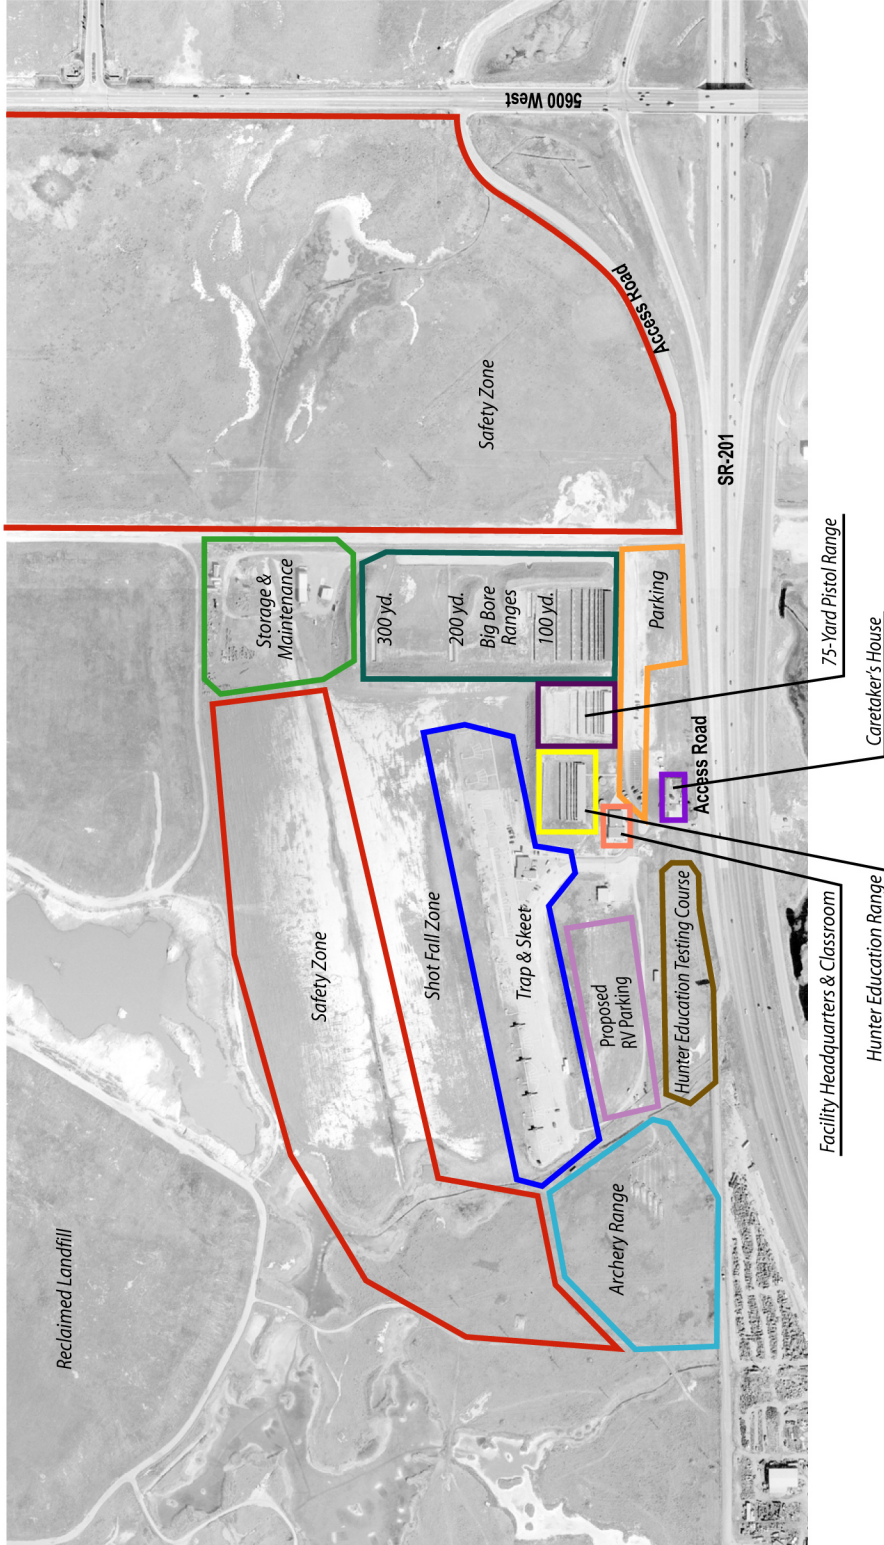 Reclaimed Landfill
Safety Zone
Archery Range
Shot Fall Zone
Trap & Skeet
Proposed
RV Parking
Hunter Education Testing Course
Storage &
Maintenance
300 yd.
200 yd.
Big Bore
Ranges
100 yd.
Parking
Access Road
SR-201
Safety Zone
Access Road
5600 West
Facility Headquarters & Classroom
Hunter Education Range
Caretaker's House
75-Yard Pistol Range